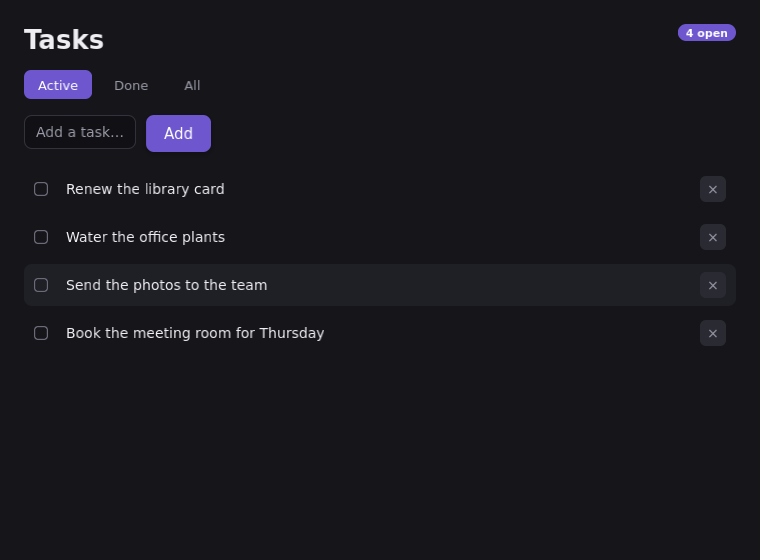 Tasks
4 open
Active
Done
All
Add a task...
Add
Renew the library card
×
Water the office plants
×
Send the photos to the team
×
Book the meeting room for Thursday
×